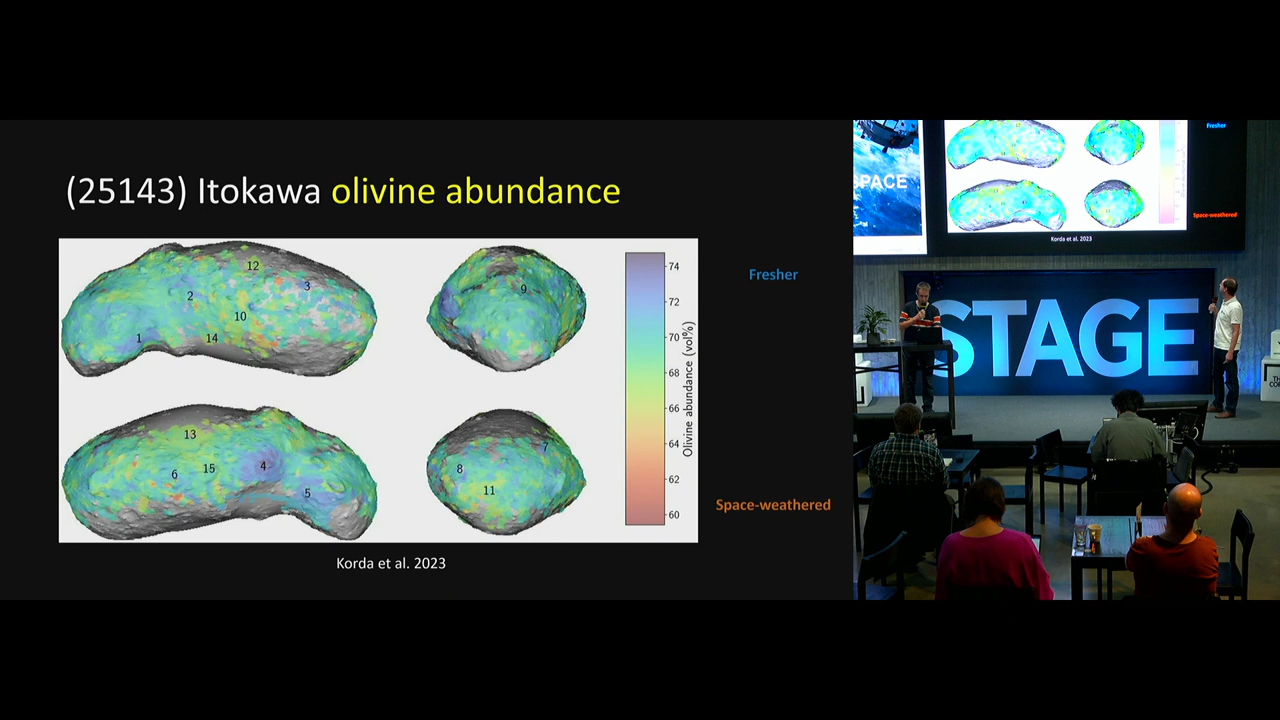 (25143) Itokawa olivine abundance
12
3
2
10
1
14
9
13
6
15
4
5
7
8
11
74
72
70
68
66
64
62
60
Olivine abundance (vol%)
Fresher
Space-weathered
Korda et al. 2023
SPACE
Fresher
Space-weathered
Korda et al. 2023
STAGE